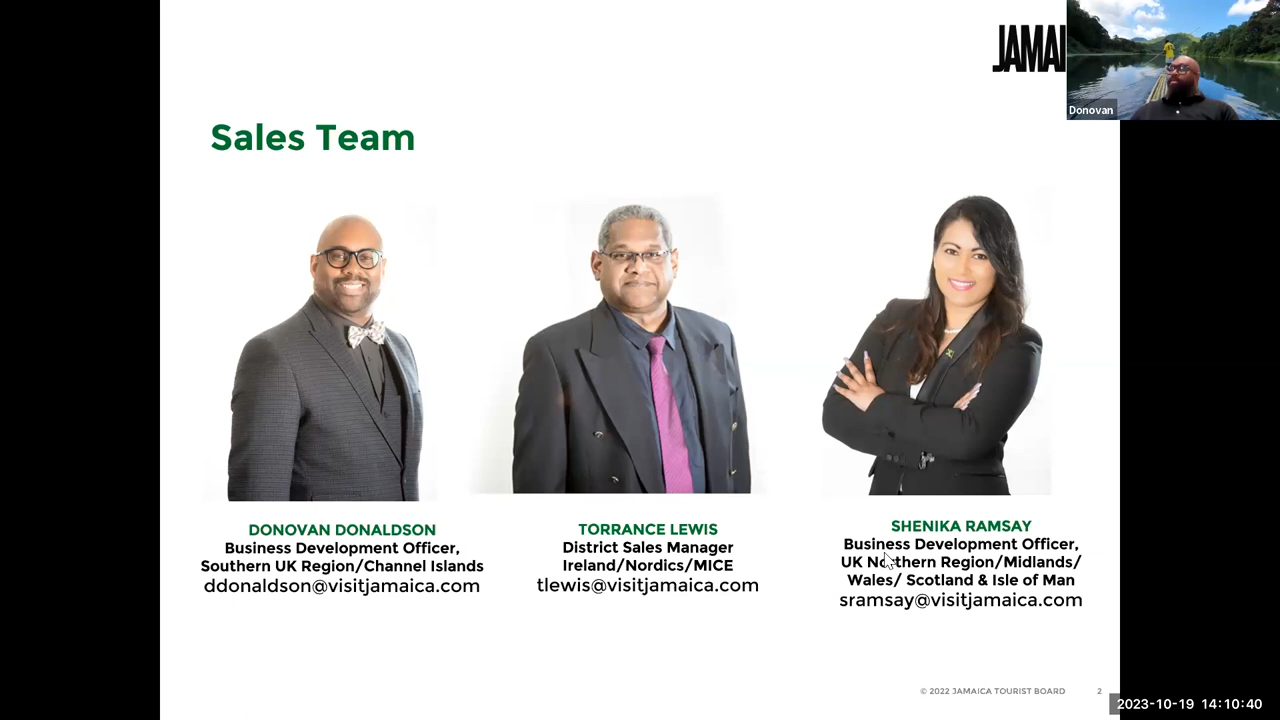 JAMAI
Donovan
Sales Team
DONOVAN DONALDSON
Business Development Officer,
Southern UK Region/Channel Islands
ddonaldson@visitjamaica.com
TORRANCE LEWIS
District Sales Manager
Ireland/Nordics/MICE
tlewis@visitjamaica.com
SHENIKA RAMSAY
Business Development Officer,
UK Northern Region/Midlands/
Wales/ Scotland & Isle of Man
sramsay@visitjamaica.com
© 2022 JAMAICA TOURIST BOARD
2
2023-10-19 14:10:40